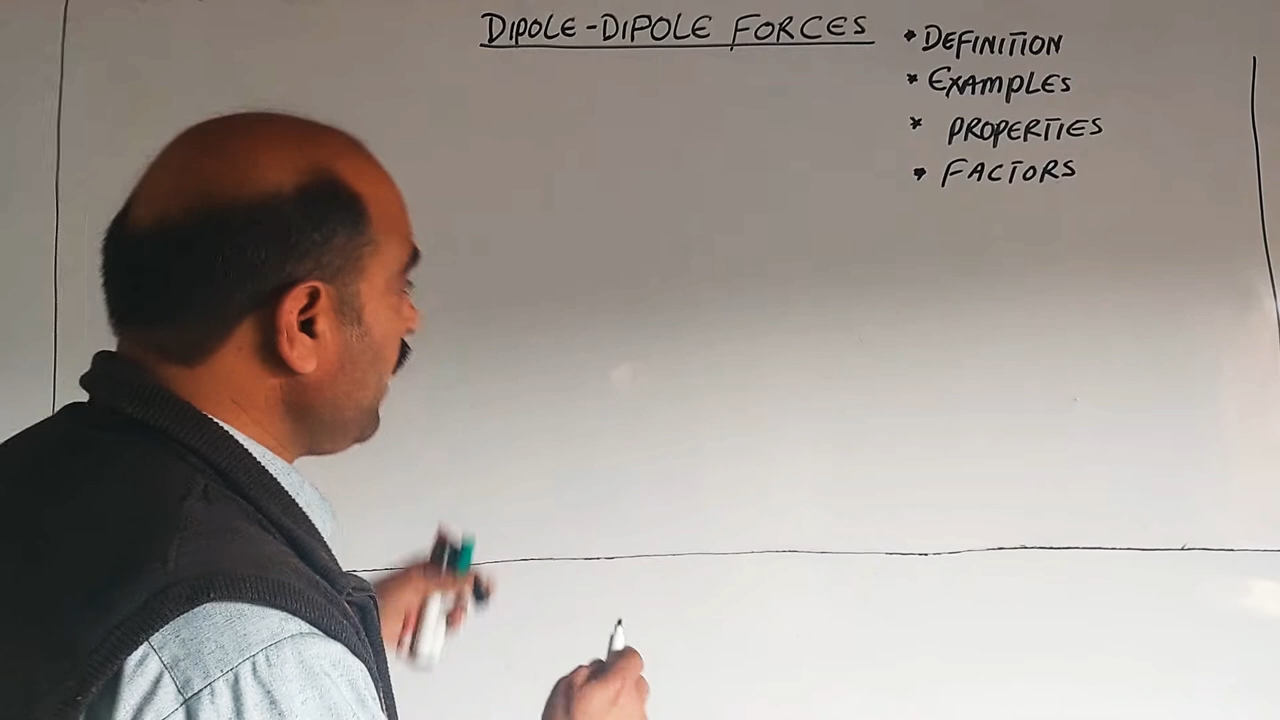 DIPOLE-DIPOLE FORCES
* DEFINITION
* EXAMPLES
* PROPERTIES
* FACTORS